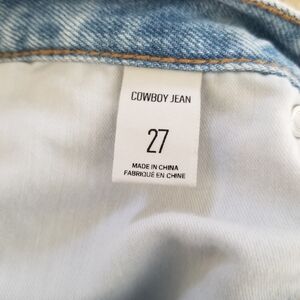 COWBOY JEAN
27
MADE IN CHINA
FABRIQUÉ EN CHINE